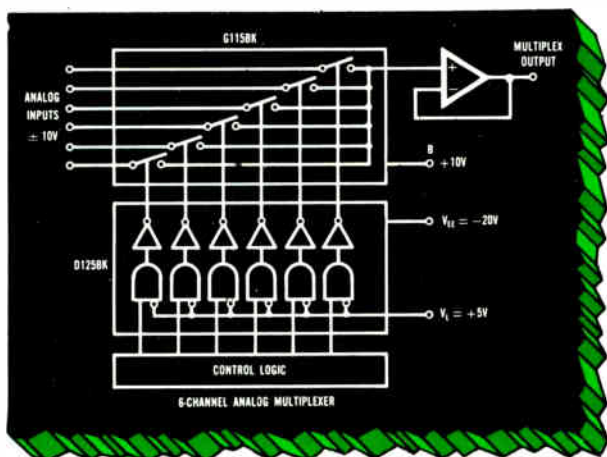 G115BK
MULTIPLEX
OUTPUT
ANALOG
INPUTS
± 10V
+
−
B
+10V
D125BK
VEE = −20V
VL = +5V
CONTROL LOGIC
6-CHANNEL ANALOG MULTIPLEXER